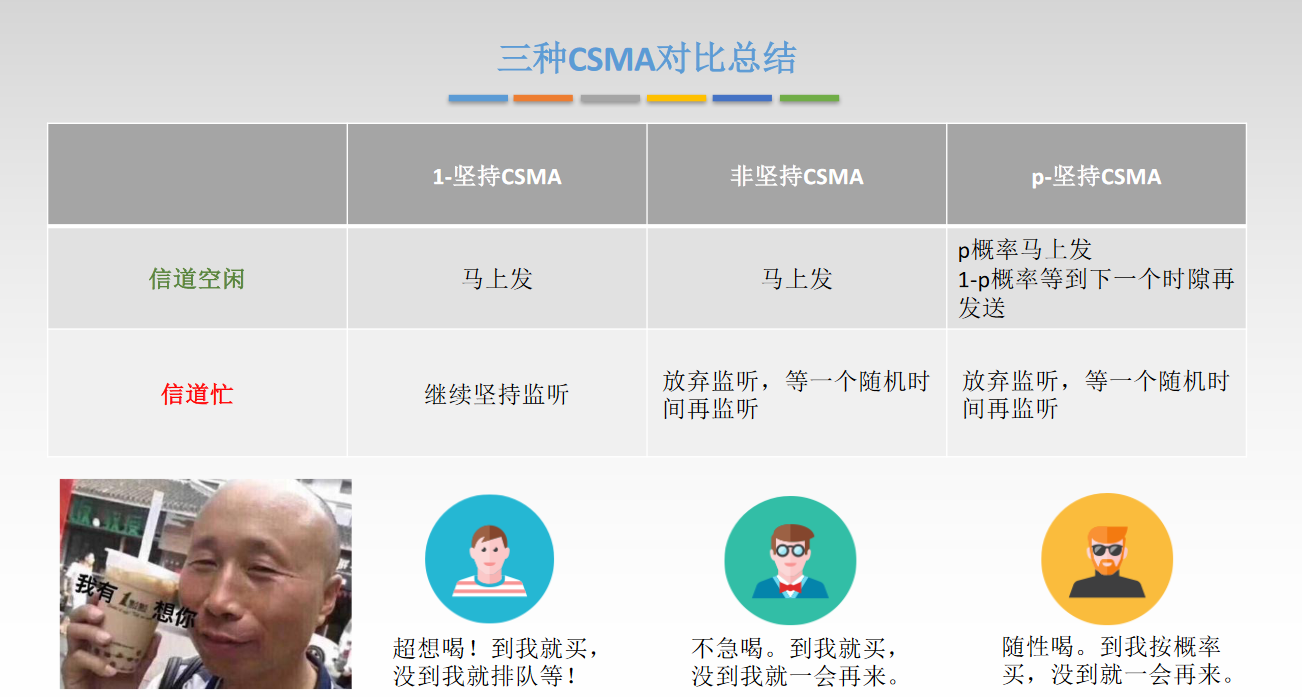 三种CSMA对比总结
1-坚持CSMA
非坚持CSMA
p-坚持CSMA
信道空闲
马上发
马上发
p概率马上发
1-p概率等到下一个时隙再
发送
信道忙
继续坚持监听
放弃监听，等一个随机时
间再监听
放弃监听，等一个随机时
间再监听
我有1點點想你
超想喝！到我就买，
没到我就排队等！
不急喝。到我就买，
没到我就一会再来。
随性喝。到我按概率
买，没到就一会再来。